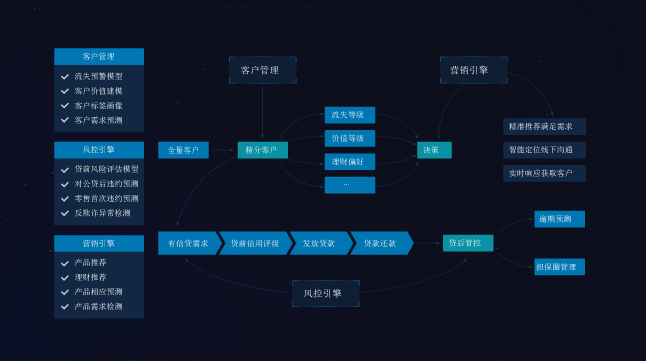 客户管理
流失预警模型
客户价值建模
客户标签画像
客户需求预测
风控引擎
贷前风险评估模型
对公贷后违约预测
零售首次违约预测
反欺诈异常检测
营销引擎
产品推荐
理财推荐
产品相应预测
产品需求检测
客户管理
营销引擎
全量客户
精分客户
流失等级
价值等级
理财偏好
...
决策
精准推荐满足需求
智能定位线下沟通
实时响应获取客户
有信贷需求
贷前信用评级
发放贷款
贷款还款
贷后管控
逾期预测
担保圈管理
风控引擎